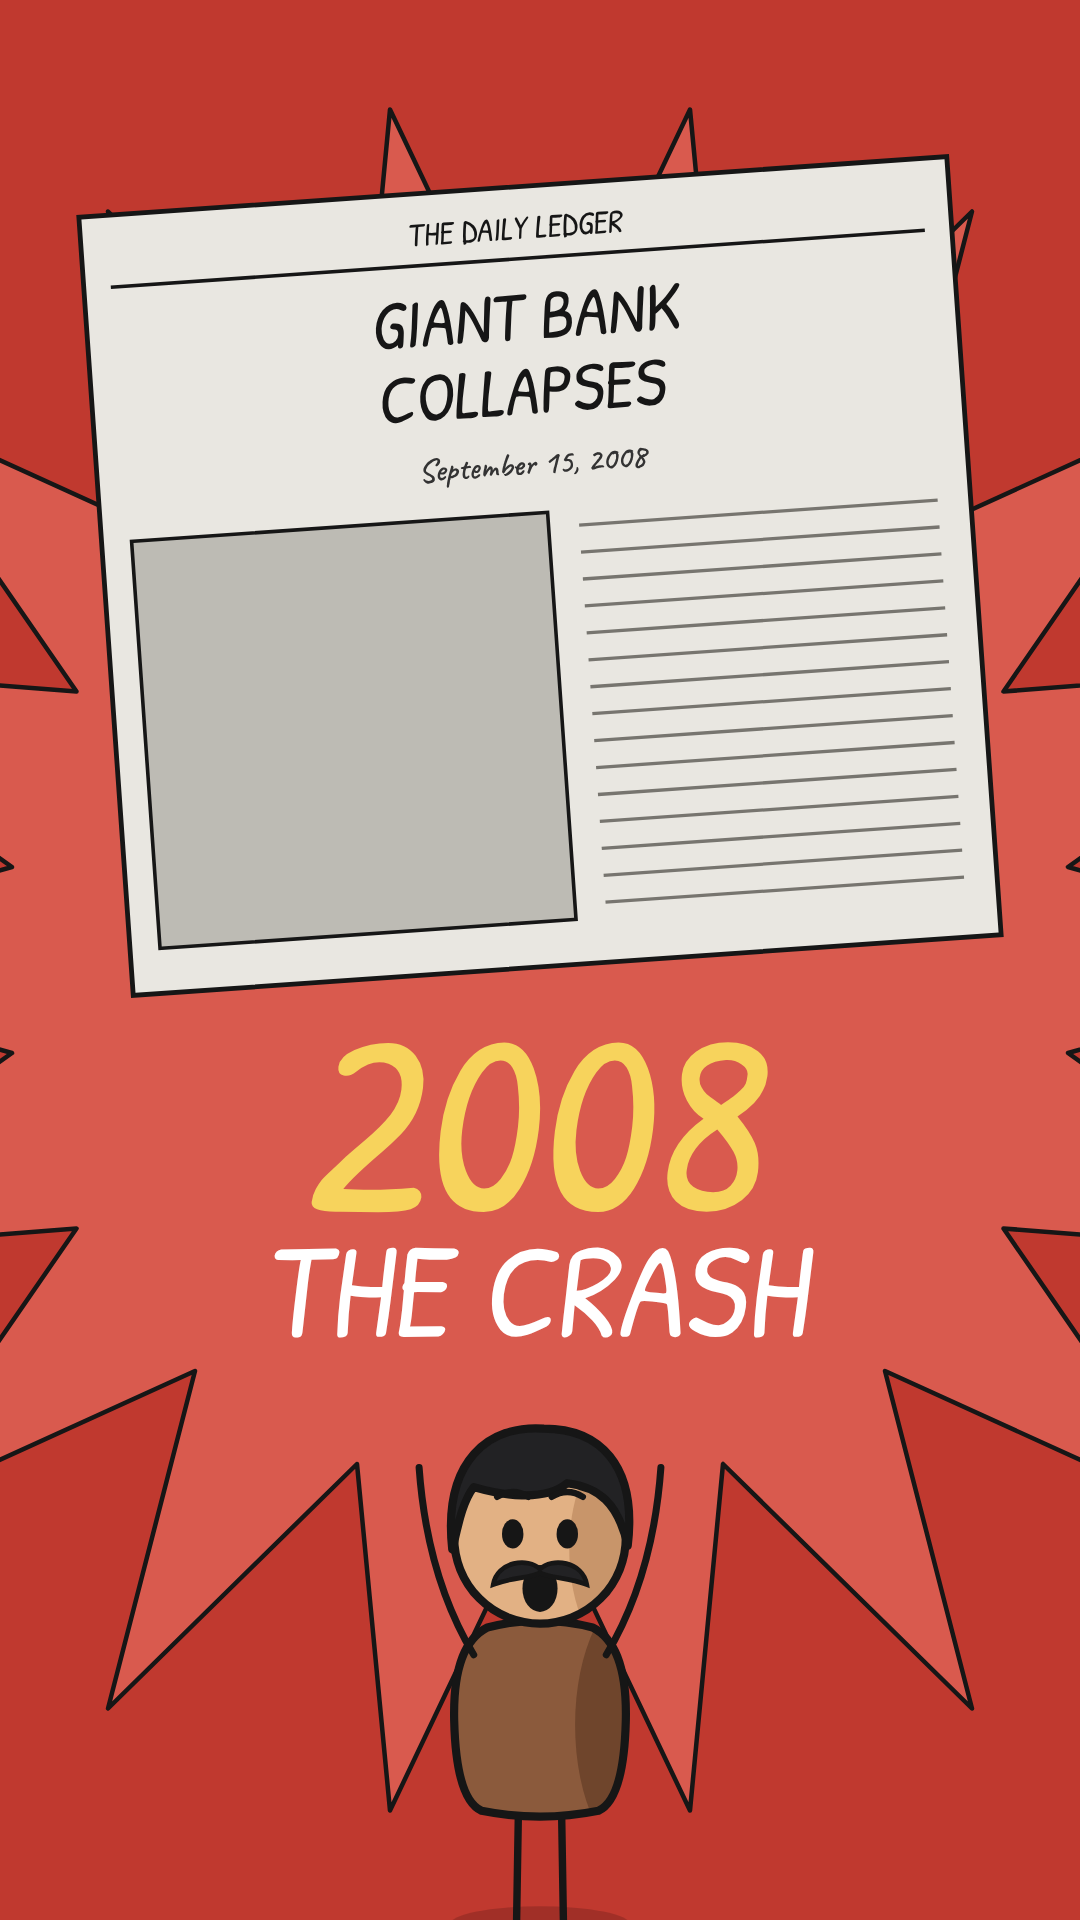 THE DAILY LEDGER
GIANT BANK
COLLAPSES
September 15, 2008
2008
THE CRASH